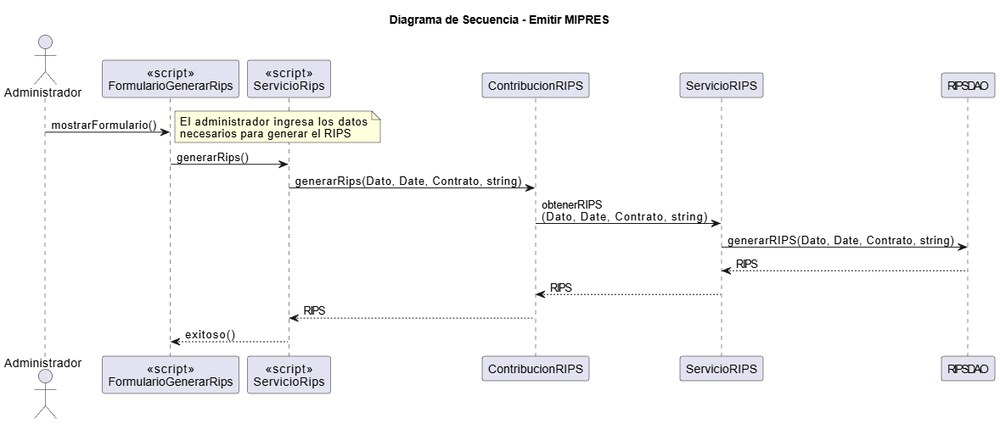 Diagrama de Secuencia - Emitir MIPRES
Administrador
«script»
FormularioGenerarRips
«script»
ServicioRips
ContribucionRIPS
ServicioRIPS
RIPSDAO
mostrarFormulario()
El administrador ingresa los datos
necesarios para generar el RIPS
generarRips()
generarRips(Dato, Date, Contrato, string)
obtenerRIPS
(Dato, Date, Contrato, string)
generarRIPS(Dato, Date, Contrato, string)
RIPS
RIPS
RIPS
exitoso()
Administrador
«script»
FormularioGenerarRips
«script»
ServicioRips
ContribucionRIPS
ServicioRIPS
RIPSDAO